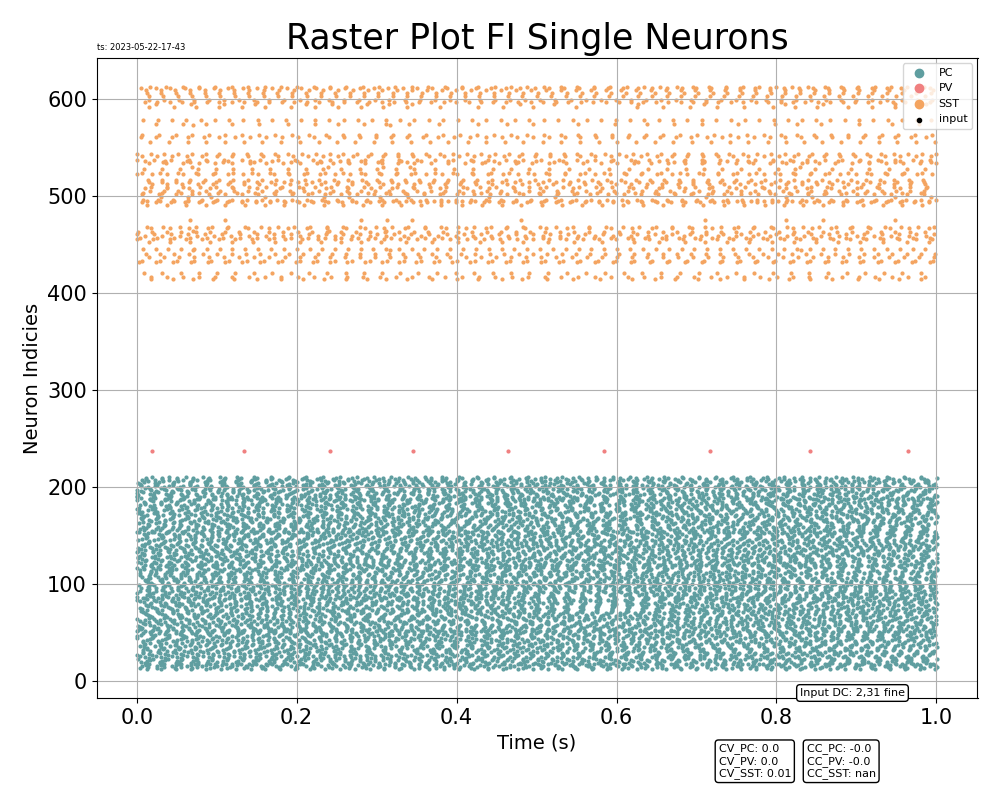 Raster Plot FI Single Neurons
ts: 2023-05-22-17-43
PC
PV
SST
input
600
500
400
300
200
100
0
Neuron Indicies
0.0 0.2 0.4 0.6 0.8 1.0
Time (s)
Input DC: 2,31 fine
CV_PC: 0.0
CV_PV: 0.0
CV_SST: 0.01
CC_PC: -0.0
CC_PV: -0.0
CC_SST: nan